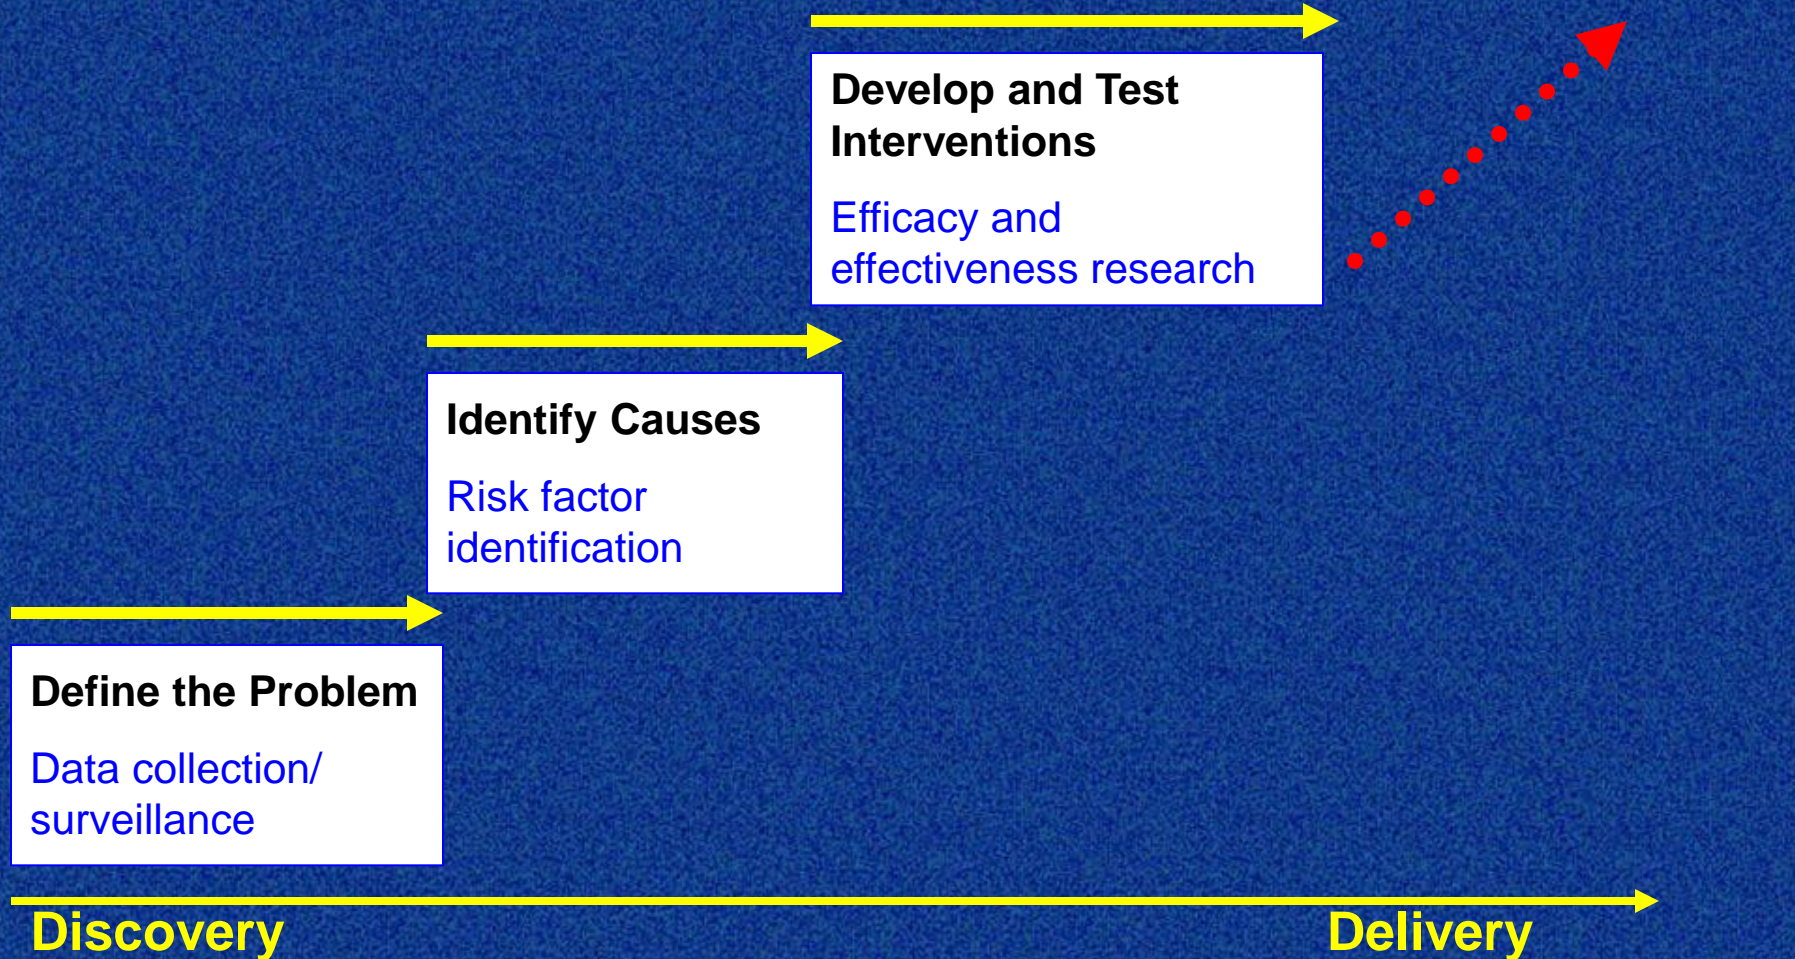 Develop and Test
Interventions
Efficacy and
effectiveness research
Identify Causes
Risk factor
identification
Define the Problem
Data collection/
surveillance
Discovery
Delivery